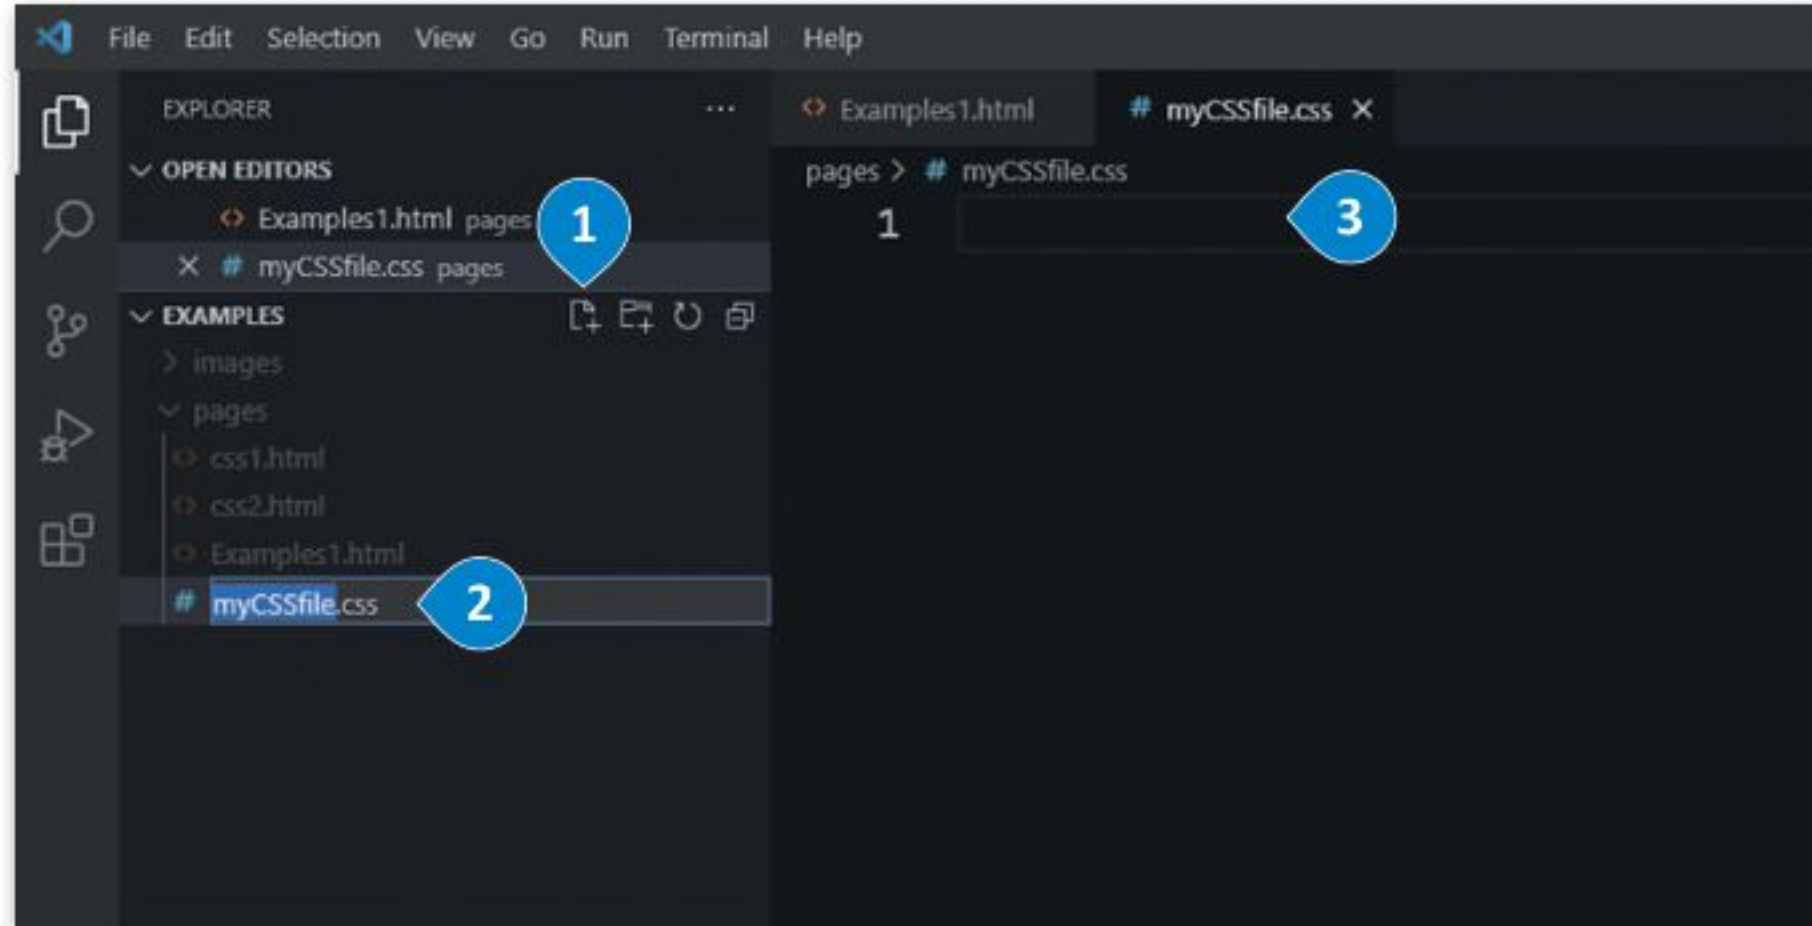 File Edit Selection View Go Run Terminal Help
EXPLORER ...
OPEN EDITORS
Examples1.html pages
myCSSfile.css pages
1
EXAMPLES
images
pages
css1.html
css2.html
Examples1.html
# myCSSfile.css
2
Examples1.html # myCSSfile.css
pages > # myCSSfile.css
1
3